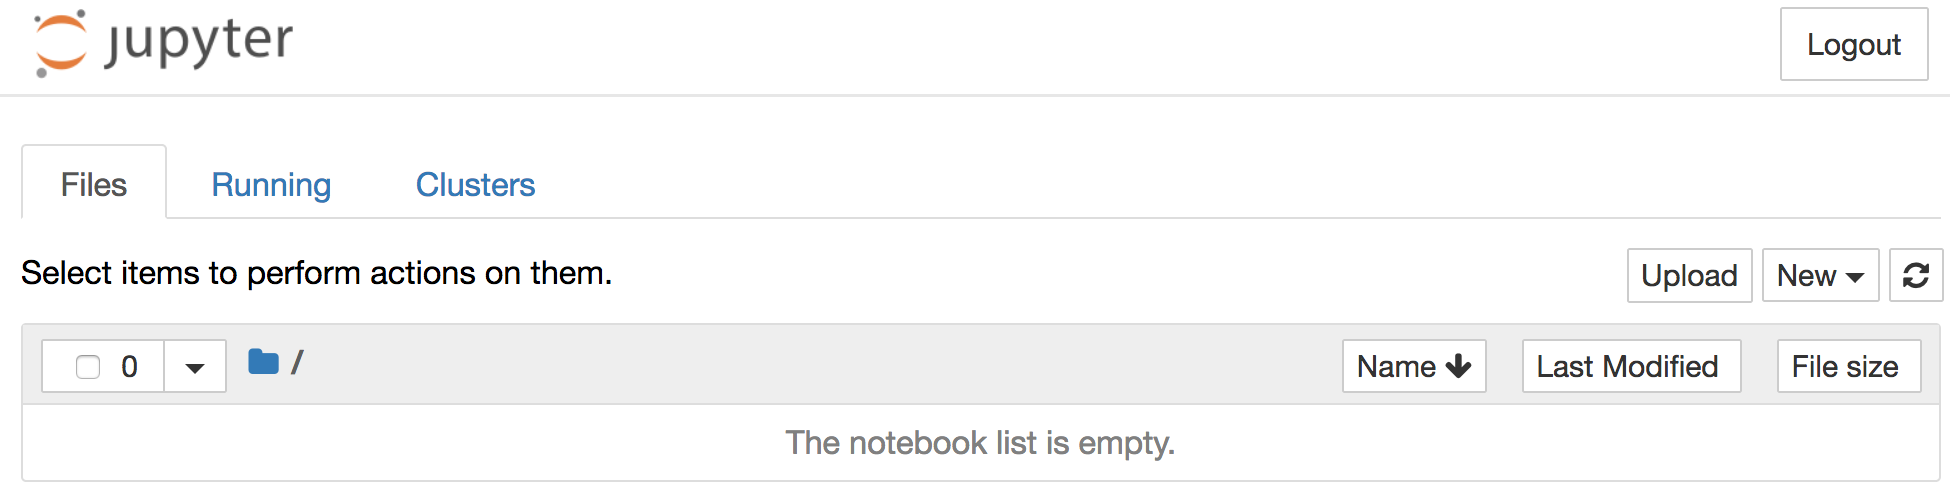 jupyter
Logout
Files Running Clusters
Select items to perform actions on them.
Upload New
0 /
Name Last Modified File size
The notebook list is empty.